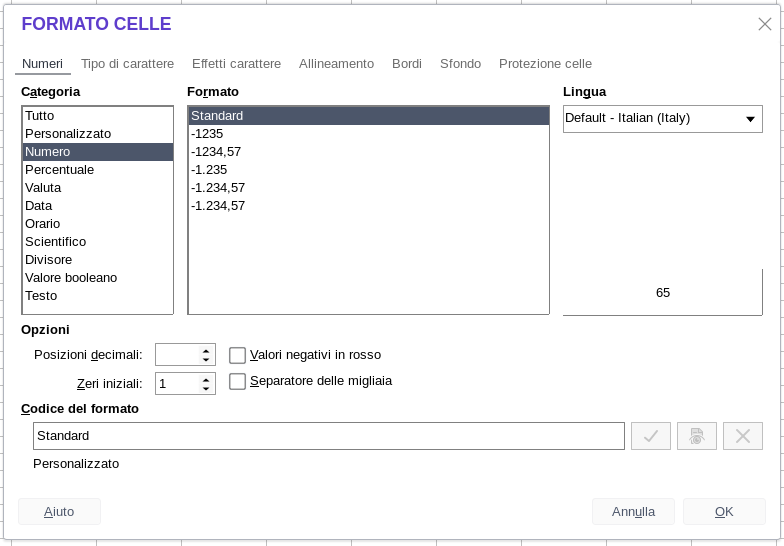 FORMATO CELLE
Numeri Tipo di carattere Effetti carattere Allineamento Bordi Sfondo Protezione celle
Categoria
Tutto
Personalizzato
Numero
Percentuale
Valuta
Data
Orario
Scientifico
Divisore
Valore booleano
Testo
Formato
Standard
-1235
-1234,57
-1.235
-1.234,57
-1.234,57
Lingua
Default - Italian (Italy)
65
Opzioni
Posizioni decimali:
Valori negativi in rosso
Zeri iniziali: 1
Separatore delle migliaia
Codice del formato
Standard
Personalizzato
Aiuto Annulla OK